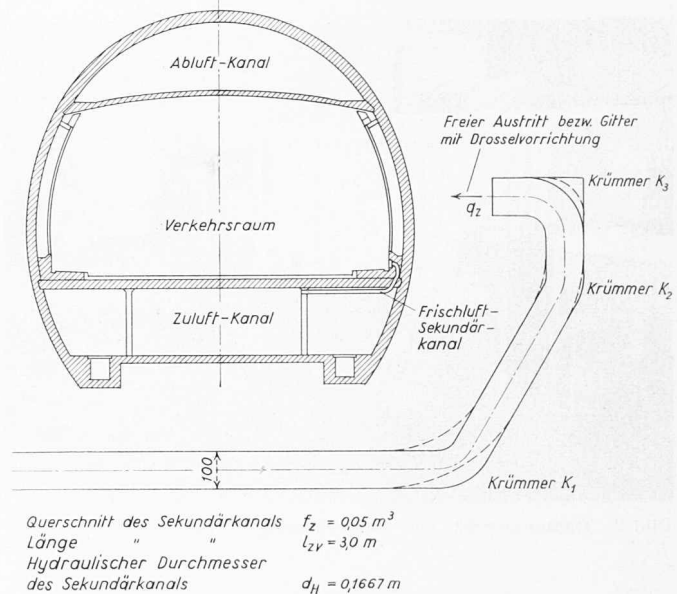 Abluft-Kanal
Freier Austritt bezw. Gitter
mit Drosselvorrichtung
Krümmer K3
qz
Verkehrsraum
Krümmer K2
Zuluft-Kanal
Frischluft-
Sekundär-
kanal
100
Krümmer K1
Querschnitt des Sekundärkanals fz = 0,05 m³
Länge " " lzv = 3,0 m
Hydraulischer Durchmesser
des Sekundärkanals dH = 0,1667 m